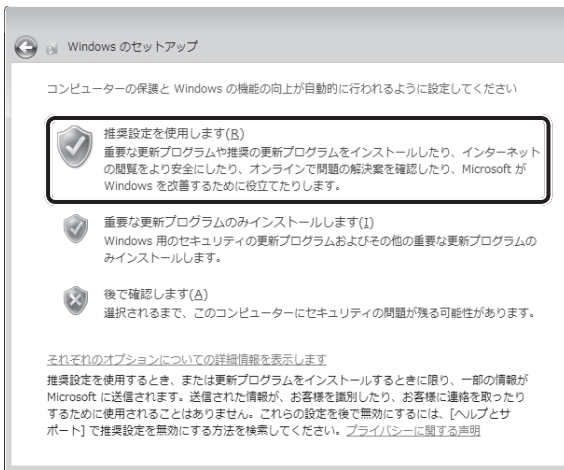 Windows のセットアップ
コンピューターの保護と Windows の機能の向上が自動的に行われるように設定してください
推奨設定を使用します(R)
重要な更新プログラムや推奨の更新プログラムをインストールしたり、インターネット
の閲覧をより安全にしたり、オンラインで問題の解決案を確認したり、Microsoft が
Windows を改善するために役立てたりします。
重要な更新プログラムのみインストールします(I)
Windows 用のセキュリティの更新プログラムおよびその他の重要な更新プログラムの
みインストールします。
後で確認します(A)
選択されるまで、このコンピューターにセキュリティの問題が残る可能性があります。
それぞれのオプションについての詳細情報を表示します
推奨設定を使用するとき、または更新プログラムをインストールするときに限り、一部の情報が
Microsoft に送信されます。送信された情報が、お客様を識別したり、お客様に連絡を取ったり
するために使用されることはありません。これらの設定を後で無効にするには、[ヘルプとサ
ポート] で推奨設定を無効にする方法を検索してください。プライバシーに関する声明